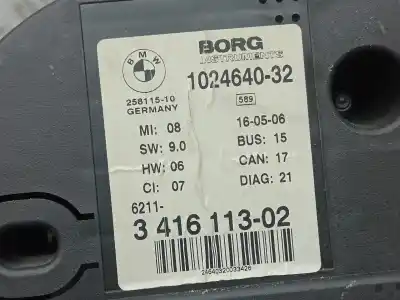 BMW
BORG
INSTRUMENTS
1024640-32
258115-10
GERMANY
589
16-05-06
MI: 08
BUS: 15
SW: 9.0
CAN: 17
HW: 06
DIAG: 21
CI: 07
6211-
3 416 113-02
24640320033426